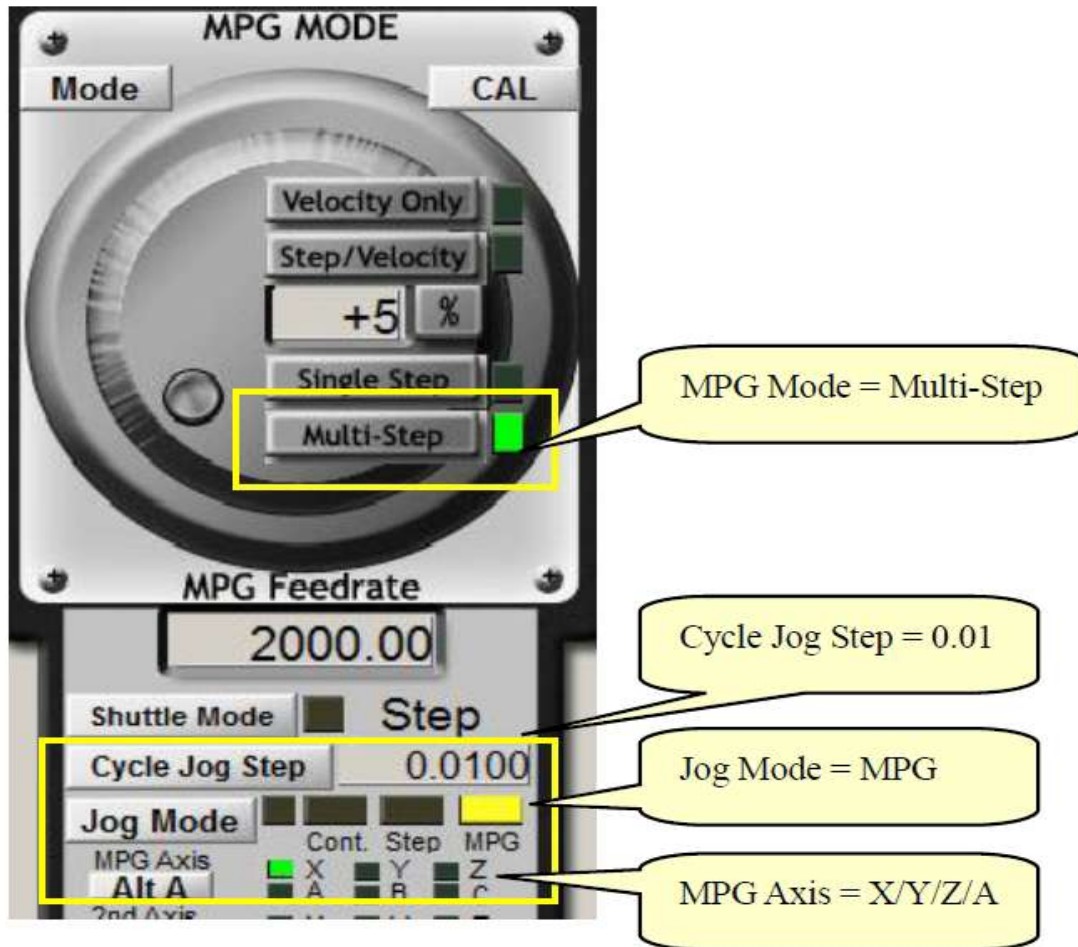 MPG MODE
Mode
CAL
Velocity Only
Step/Velocity
+5 %
Single Step
Multi-Step
MPG Mode = Multi-Step
MPG Feedrate
2000.00
Cycle Jog Step = 0.01
Shuttle Mode Step
Cycle Jog Step 0.0100
Jog Mode = MPG
Jog Mode
Cont. Step MPG
MPG Axis X Y Z
Alt A A B C
MPG Axis = X/Y/Z/A
2nd Axis